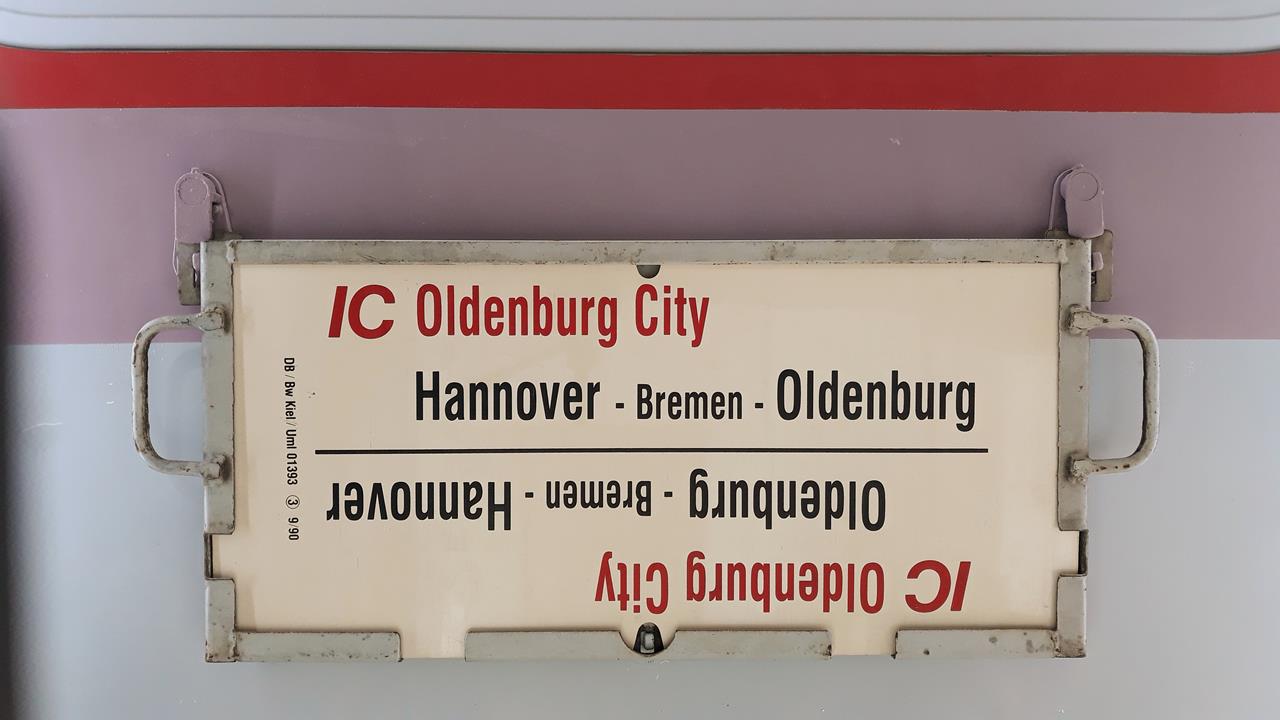 IC Oldenburg City
Hannover - Bremen - Oldenburg
DB / Bw Kiel / Uml 01393 ③ 9/90
IC Oldenburg City
Oldenburg - Bremen - Hannover